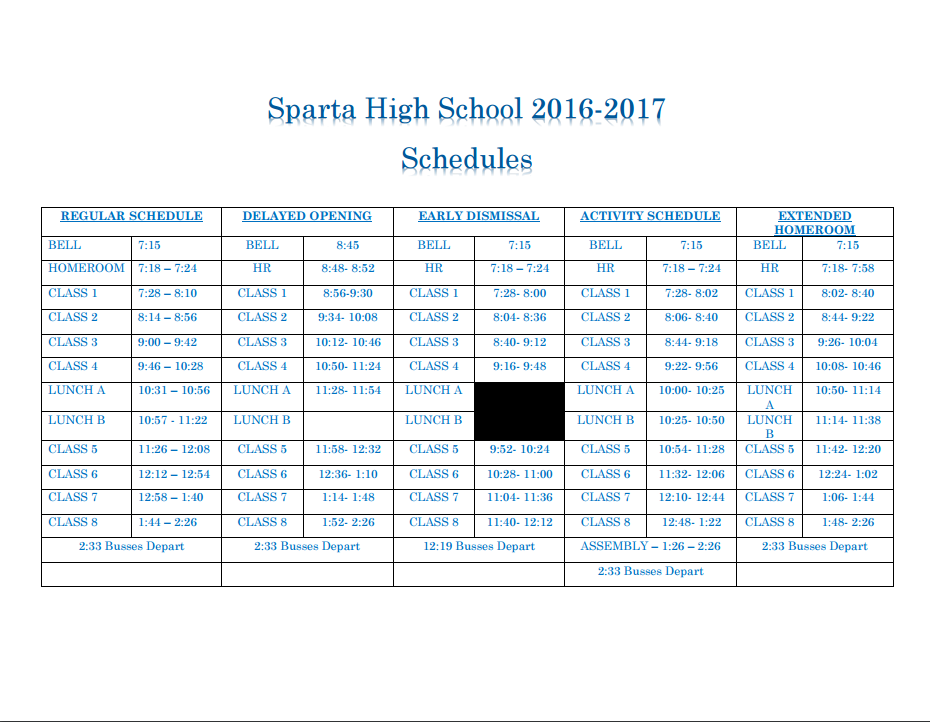 Sparta High School 2016-2017
Schedules
REGULAR SCHEDULE DELAYED OPENING EARLY DISMISSAL ACTIVITY SCHEDULE EXTENDED
HOMEROOM
BELL 7:15 BELL 8:45 BELL 7:15 BELL 7:15 BELL 7:15
HOMEROOM 7:18 – 7:24 HR 8:48- 8:52 HR 7:18 – 7:24 HR 7:18 – 7:24 HR 7:18- 7:58
CLASS 1 7:28 – 8:10 CLASS 1 8:56-9:30 CLASS 1 7:28- 8:00 CLASS 1 7:28- 8:02 CLASS 1 8:02- 8:40
CLASS 2 8:14 – 8:56 CLASS 2 9:34- 10:08 CLASS 2 8:04- 8:36 CLASS 2 8:06- 8:40 CLASS 2 8:44- 9:22
CLASS 3 9:00 – 9:42 CLASS 3 10:12- 10:46 CLASS 3 8:40- 9:12 CLASS 3 8:44- 9:18 CLASS 3 9:26- 10:04
CLASS 4 9:46 – 10:28 CLASS 4 10:50- 11:24 CLASS 4 9:16- 9:48 CLASS 4 9:22- 9:56 CLASS 4 10:08- 10:46
LUNCH A 10:31 – 10:56 LUNCH A 11:28- 11:54 LUNCH A LUNCH A 10:00- 10:25 LUNCH 10:50- 11:14
A
LUNCH B 10:57 - 11:22 LUNCH B LUNCH B LUNCH B 10:25- 10:50 LUNCH 11:14- 11:38
B
CLASS 5 11:26 – 12:08 CLASS 5 11:58- 12:32 CLASS 5 9:52- 10:24 CLASS 5 10:54- 11:28 CLASS 5 11:42- 12:20
CLASS 6 12:12 – 12:54 CLASS 6 12:36- 1:10 CLASS 6 10:28- 11:00 CLASS 6 11:32- 12:06 CLASS 6 12:24- 1:02
CLASS 7 12:58 – 1:40 CLASS 7 1:14- 1:48 CLASS 7 11:04- 11:36 CLASS 7 12:10- 12:44 CLASS 7 1:06- 1:44
CLASS 8 1:44 – 2:26 CLASS 8 1:52- 2:26 CLASS 8 11:40- 12:12 CLASS 8 12:48- 1:22 CLASS 8 1:48- 2:26
2:33 Busses Depart 2:33 Busses Depart 12:19 Busses Depart ASSEMBLY – 1:26 – 2:26 2:33 Busses Depart
2:33 Busses Depart